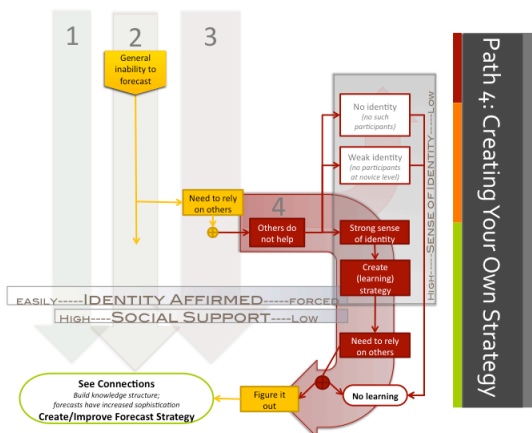 1
2
3
General
inability to
forecast
No identity
(no such
participants)
Weak identity
(no participants
at novice level)
Need to rely
on others
4
Others do
not help
Strong sense
of identity
Create
(learning)
strategy
High-----Sense of Identity----Low
easily-----Identity Affirmed-----forced
High-----Social Support---Low
Need to rely
on others
See Connections
Build knowledge structure;
forecasts have increased sophistication
Create/Improve Forecast Strategy
Figure it
out
No learning
Path 4: Creating Your Own Strategy